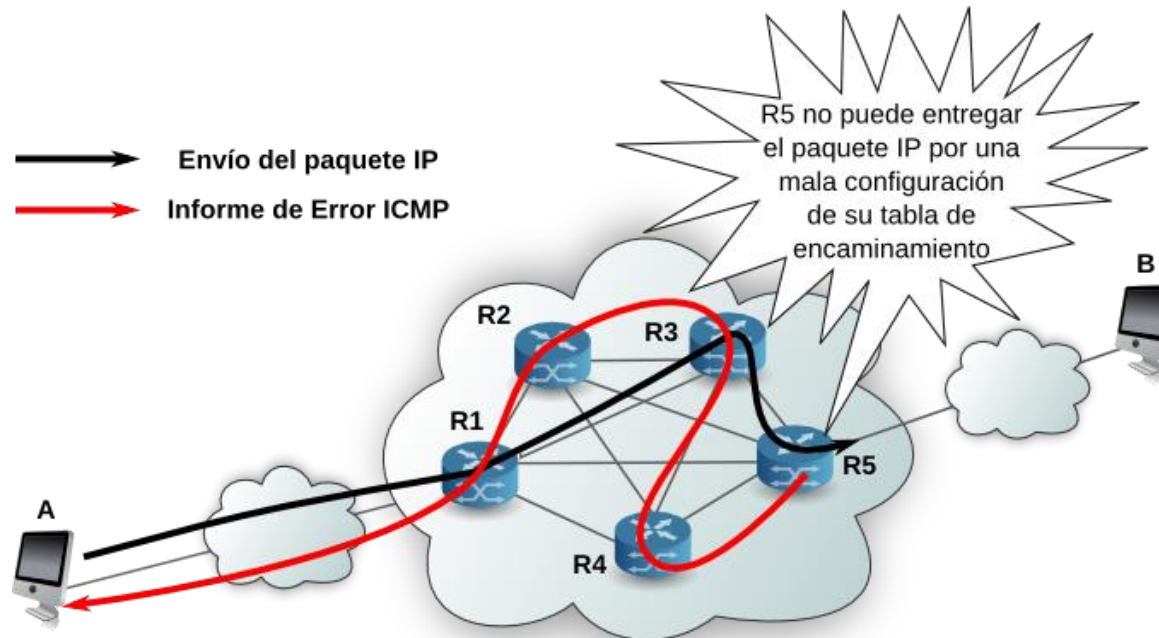 R5 no puede entregar
el paquete IP por una
mala configuración
de su tabla de
encaminamiento
Envío del paquete IP
Informe de Error ICMP
B
R2
R3
R1
R5
A
R4